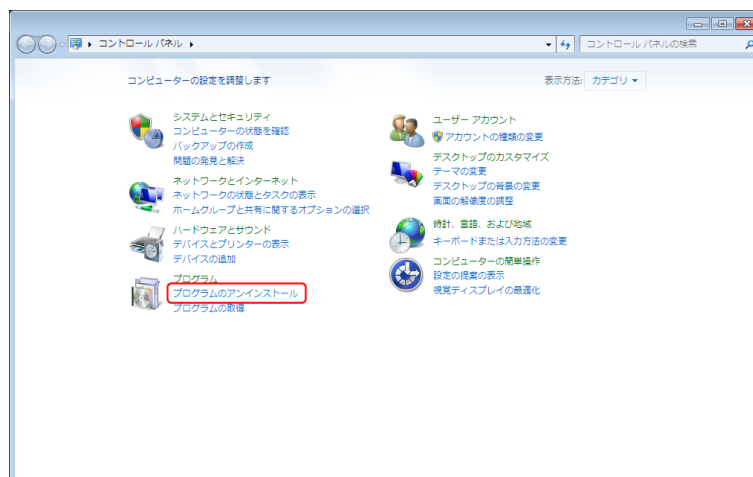 コントロール パネル
コントロール パネルの検索
コンピューターの設定を調整します
表示方法: カテゴリ
システムとセキュリティ
コンピューターの状態を確認
バックアップの作成
問題の発見と解決
ネットワークとインターネット
ネットワークの状態とタスクの表示
ホームグループと共有に関するオプションの選択
ハードウェアとサウンド
デバイスとプリンターの表示
デバイスの追加
プログラム
プログラムのアンインストール
プログラムの取得
ユーザー アカウント
アカウントの種類の変更
デスクトップのカスタマイズ
テーマの変更
デスクトップの背景の変更
画面の解像度の調整
時計、言語、および地域
キーボードまたは入力方法の変更
コンピューターの簡単操作
設定の提案の表示
視覚ディスプレイの最適化